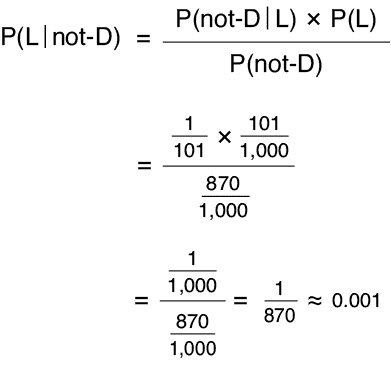 P(L|not-D) = P(not-D|L) × P(L)
P(not-D)
= 1/101 × 101/1,000
870/1,000
= 1/1,000
870/1,000
= 1/870 ≈ 0.001